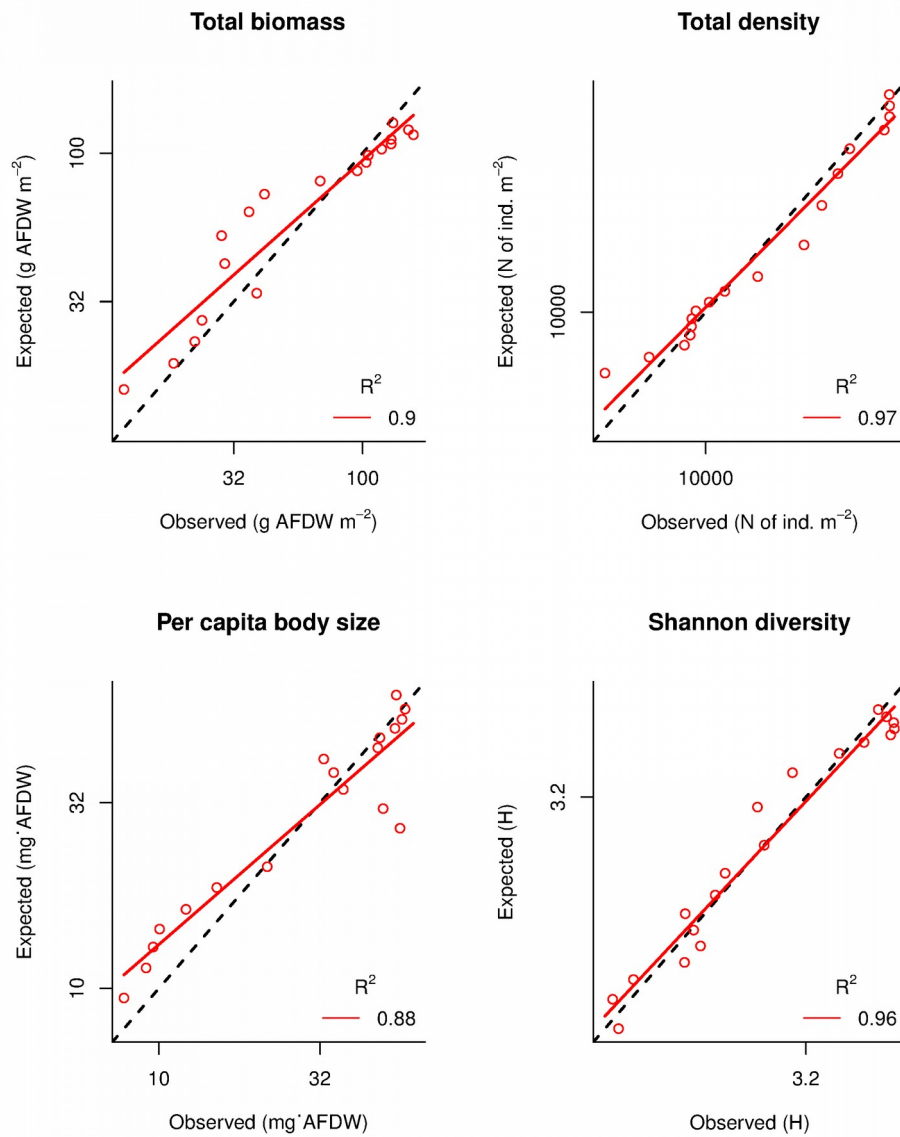 Total biomass
Expected (g AFDW m⁻²)
100
32
R²
0.9
32 100
Observed (g AFDW m⁻²)
Total density
Expected (N of ind. m⁻²)
10000
R²
0.97
10000
Observed (N of ind. m⁻²)
Per capita body size
Expected (mg˙AFDW)
32
10
R²
0.88
10 32
Observed (mg˙AFDW)
Shannon diversity
Expected (H)
3.2
R²
0.96
3.2
Observed (H)